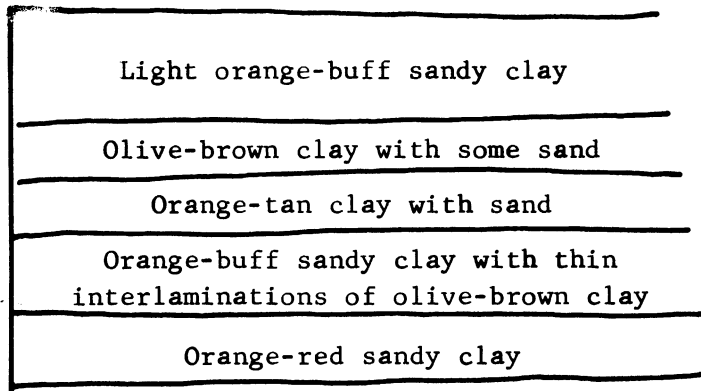 Light orange-buff sandy clay
Olive-brown clay with some sand
Orange-tan clay with sand
Orange-buff sandy clay with thin
interlaminations of olive-brown clay
Orange-red sandy clay